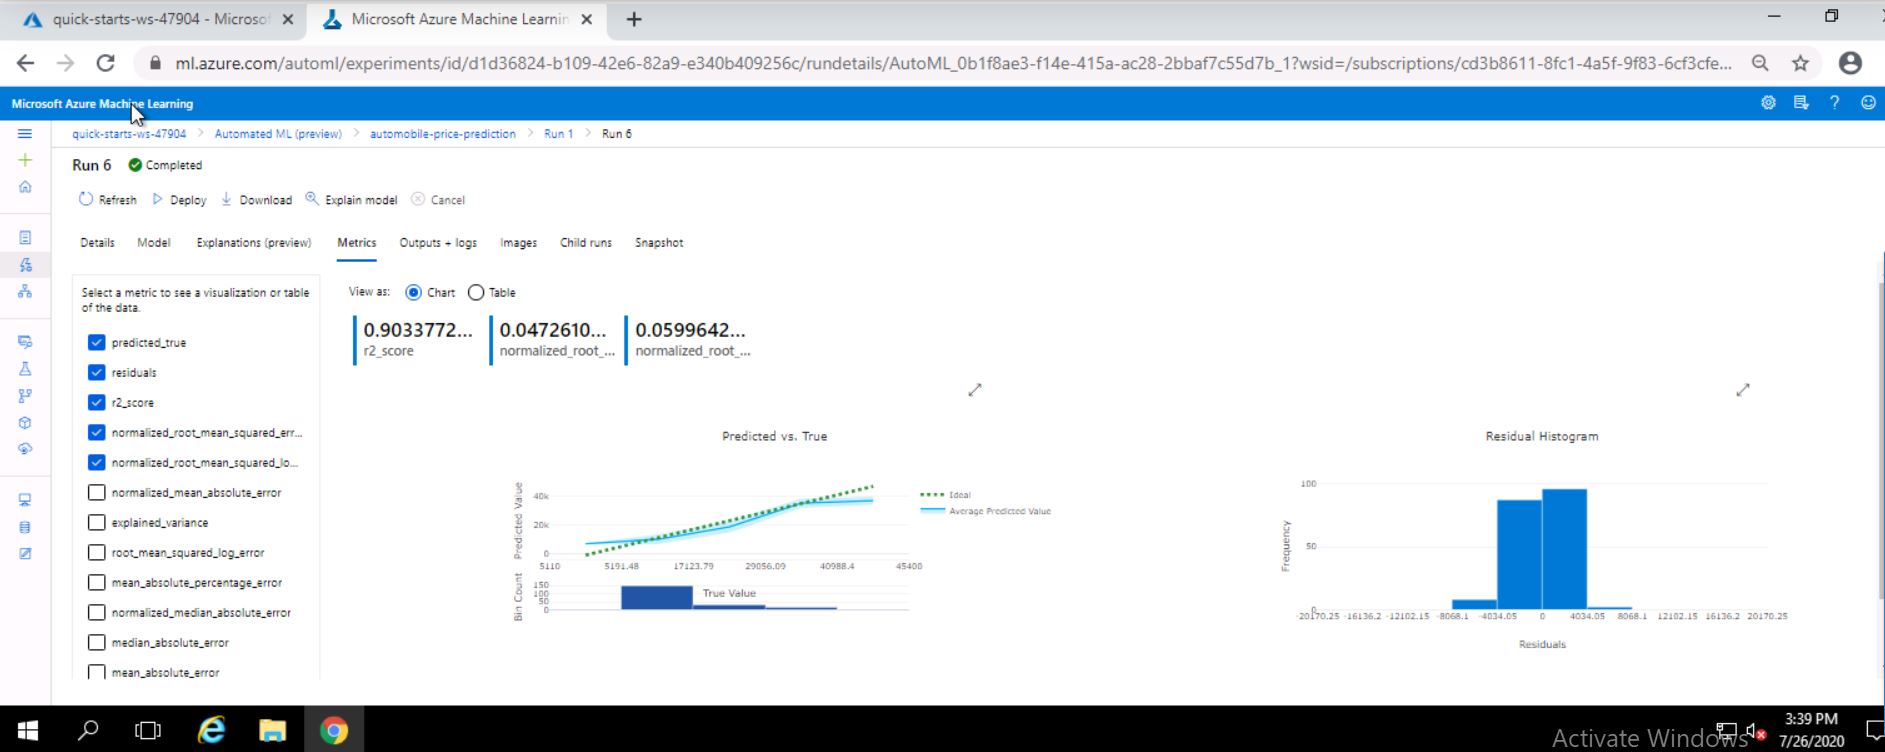 quick-starts-ws-47904 - Microsof
Microsoft Azure Machine Learnin
ml.azure.com/automl/experiments/id/d1d36824-b109-42e6-82a9-e340b409256c/rundetails/AutoML_0b1f8ae3-f14e-415a-ac28-2bbaf7c55d7b_1?wsid=/subscriptions/cd3b8611-8fc1-4a5f-9f83-6cf3cfe...
Microsoft Azure Machine Learning
quick-starts-ws-47904 > Automated ML (preview) > automobile-price-prediction > Run 1 > Run 6
Run 6 Completed
Refresh Deploy Download Explain model Cancel
Details Model Explanations (preview) Metrics Outputs + logs Images Child runs Snapshot
Select a metric to see a visualization or table
of the data.
predicted_true
residuals
r2_score
normalized_root_mean_squared_err...
normalized_root_mean_squared_lo...
normalized_mean_absolute_error
explained_variance
root_mean_squared_log_error
mean_absolute_percentage_error
normalized_median_absolute_error
median_absolute_error
mean_absolute_error
View as: Chart Table
0.9033772... 0.0472610... 0.0599642...
r2_score normalized_root_... normalized_root_...
Predicted vs. True
Predicted Value
40k
20k
0
5110 5191.48 17123.79 29056.09 40988.4 45400
Bin Count
150
100
50
0
True Value
Ideal
Average Predicted Value
Residual Histogram
Frequency
100
50
0
-20170.25 -16136.2 -12102.15 -8068.1 -4034.05 0 4034.05 8068.1 12102.15 16136.2 20170.25
Residuals
Activate Windows
3:39 PM
7/26/2020